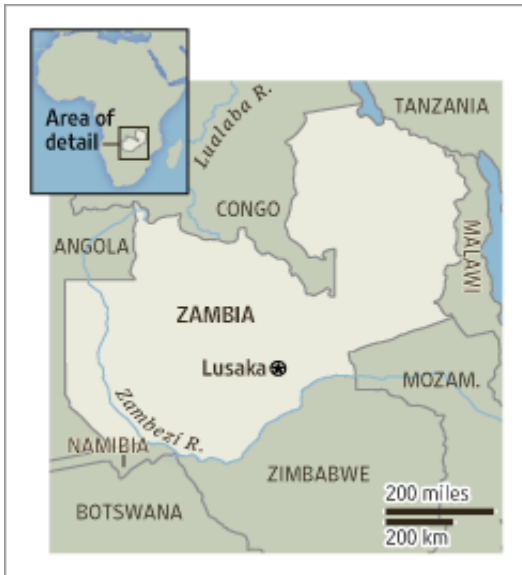 Area of
detail
Lualaba R.
TANZANIA
CONGO
ANGOLA
MALAWI
ZAMBIA
Lusaka
MOZAM.
Zambezi R.
NAMIBIA
ZIMBABWE
BOTSWANA
200 miles
200 km